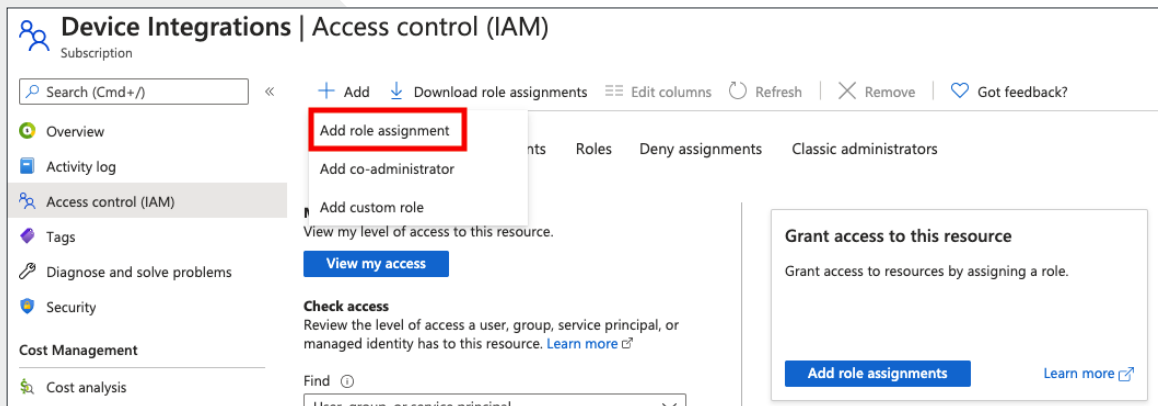 Device Integrations | Access control (IAM)
Subscription
Search (Cmd+/)
«
Add
Download role assignments
Edit columns
Refresh
Remove
Got feedback?
Overview
Activity log
Access control (IAM)
Tags
Diagnose and solve problems
Security
Cost Management
Cost analysis
Add role assignment
Add co-administrator
Add custom role
nts
Roles
Deny assignments
Classic administrators
View my level of access to this resource.
View my access
Check access
Review the level of access a user, group, service principal, or
managed identity has to this resource. Learn more
Find
User, group, or service principal
Grant access to this resource
Grant access to resources by assigning a role.
Add role assignments
Learn more